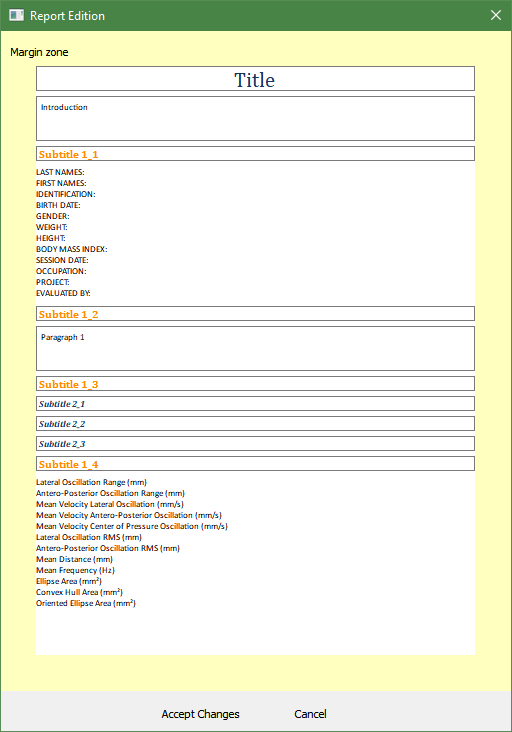 Report Edition
Margin zone
Title
Introduction
Subtitle 1_1
LAST NAMES:
FIRST NAMES:
IDENTIFICATION:
BIRTH DATE:
GENDER:
WEIGHT:
HEIGHT:
BODY MASS INDEX:
SESSION DATE:
OCCUPATION:
PROJECT:
EVALUATED BY:
Subtitle 1_2
Paragraph 1
Subtitle 1_3
Subtitle 2_1
Subtitle 2_2
Subtitle 2_3
Subtitle 1_4
Lateral Oscillation Range (mm)
Antero-Posterior Oscillation Range (mm)
Mean Velocity Lateral Oscillation (mm/s)
Mean Velocity Antero-Posterior Oscillation (mm/s)
Mean Velocity Center of Pressure Oscillation (mm/s)
Lateral Oscillation RMS (mm)
Antero-Posterior Oscillation RMS (mm)
Mean Distance (mm)
Mean Frequency (Hz)
Ellipse Area (mm²)
Convex Hull Area (mm²)
Oriented Ellipse Area (mm²)
Accept Changes Cancel